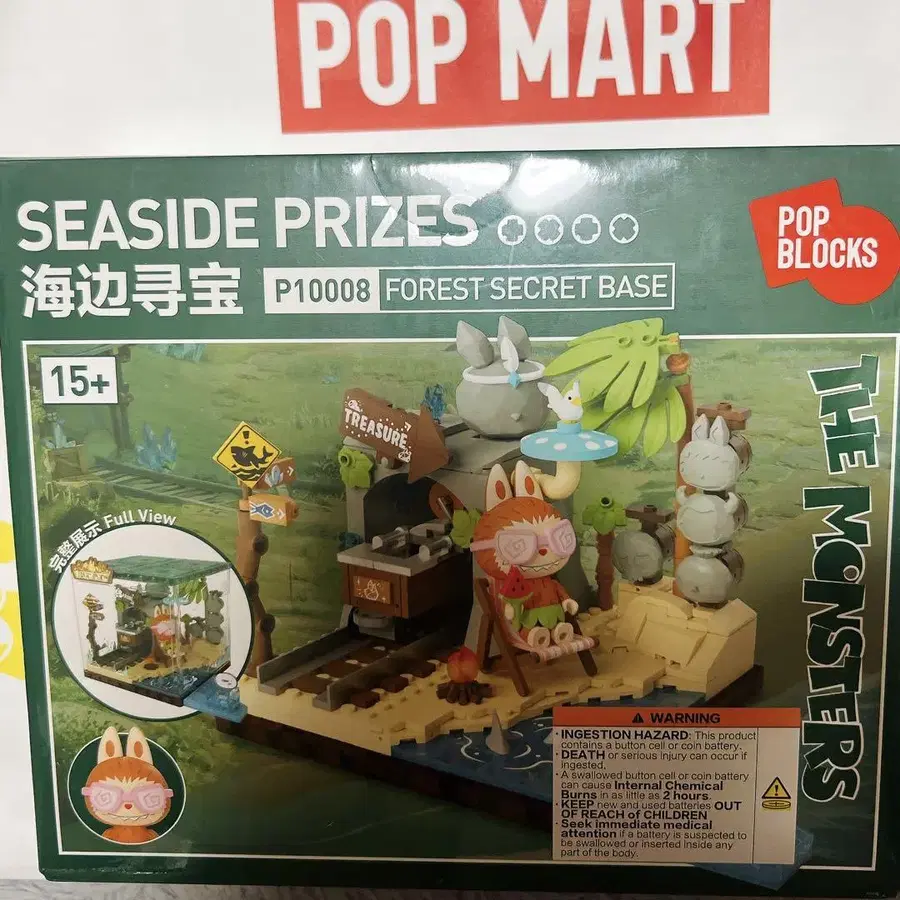 POP MART
SEASIDE PRIZES
海边寻宝 P10008 FOREST SECRET BASE
POP
BLOCKS
15+
TREASURE
完整展示 Full View
THE MONSTERS
WARNING
· INGESTION HAZARD: This product
contains a button cell or coin battery.
· DEATH or serious injury can occur if
ingested.
· A swallowed button cell or coin battery
can cause Internal Chemical
Burns in as little as 2 hours.
· KEEP new and used batteries OUT
OF REACH of CHILDREN
· Seek immediate medical
attention if a battery is suspected to
be swallowed or inserted inside any
part of the body.